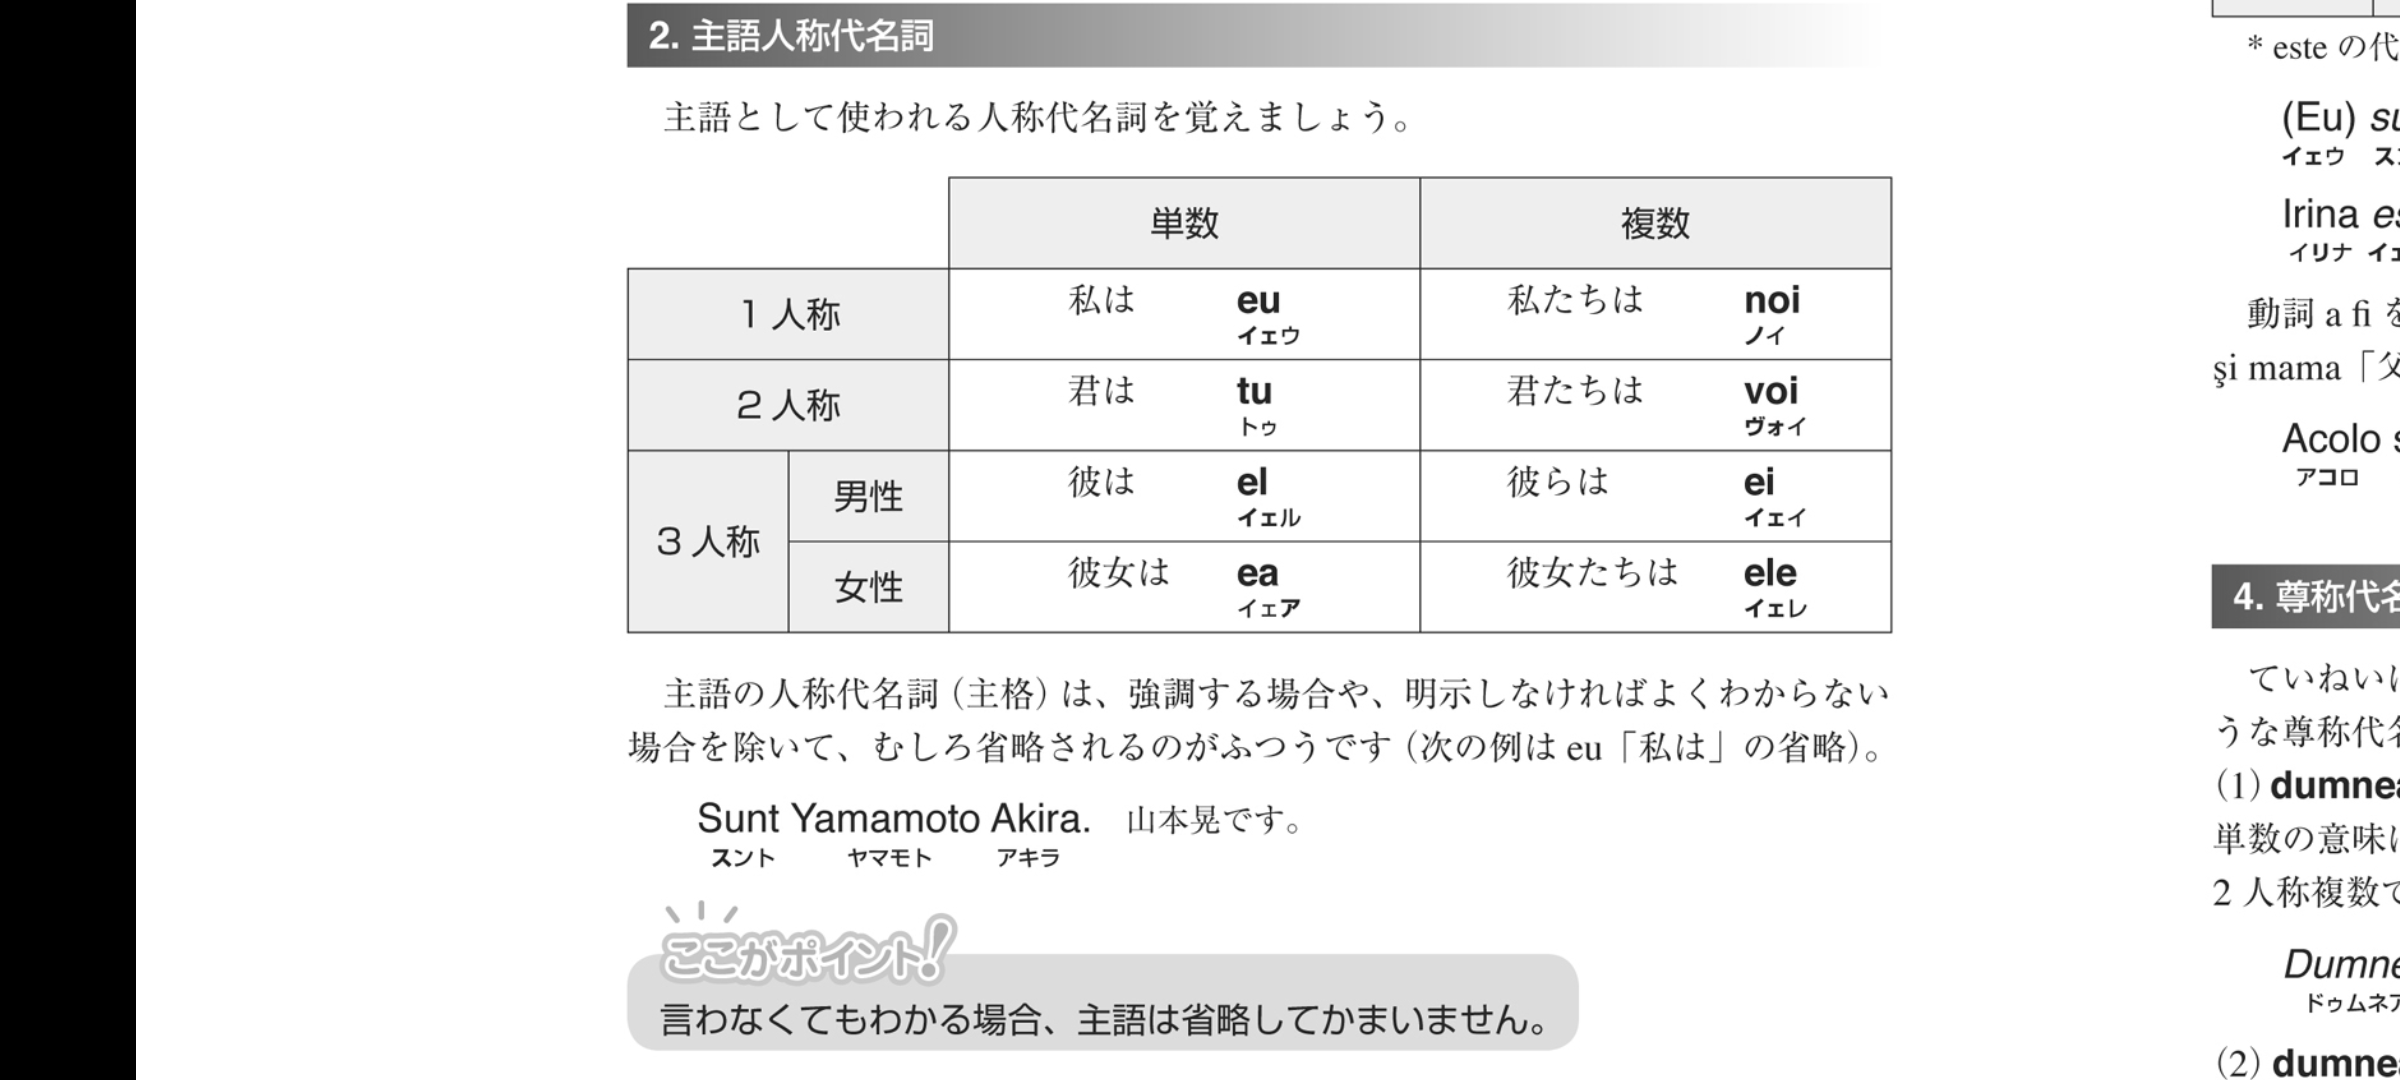 2. 主語人称代名詞
主語として使われる人称代名詞を覚えましょう。
単数 複数
1人称 私は eu 私たちは noi
イェウ ノイ
2人称 君は tu 君たちは voi
トゥ ヴォイ
3人称 男性 彼は el 彼らは ei
イェル イェイ
女性 彼女は ea 彼女たちは ele
イェア イェレ
主語の人称代名詞（主格）は、強調する場合や、明示しなければよくわからない
場合を除いて、むしろ省略されるのがふつうです（次の例は eu「私は」の省略）。
Sunt Yamamoto Akira. 山本晃です。
スント ヤマモト アキラ
ここがポイント！
言わなくてもわかる場合、主語は省略してかまいません。
* este の代
(Eu)
イェウ
Irina
イリナ
動詞 a fi
şi mama「父
Acolo
アコロ
4. 尊称代名
ていねいに
うな尊称代名
(1) dumnea
単数の意味に
2 人称複数で
Dumne
ドゥムネア
(2) dumnea